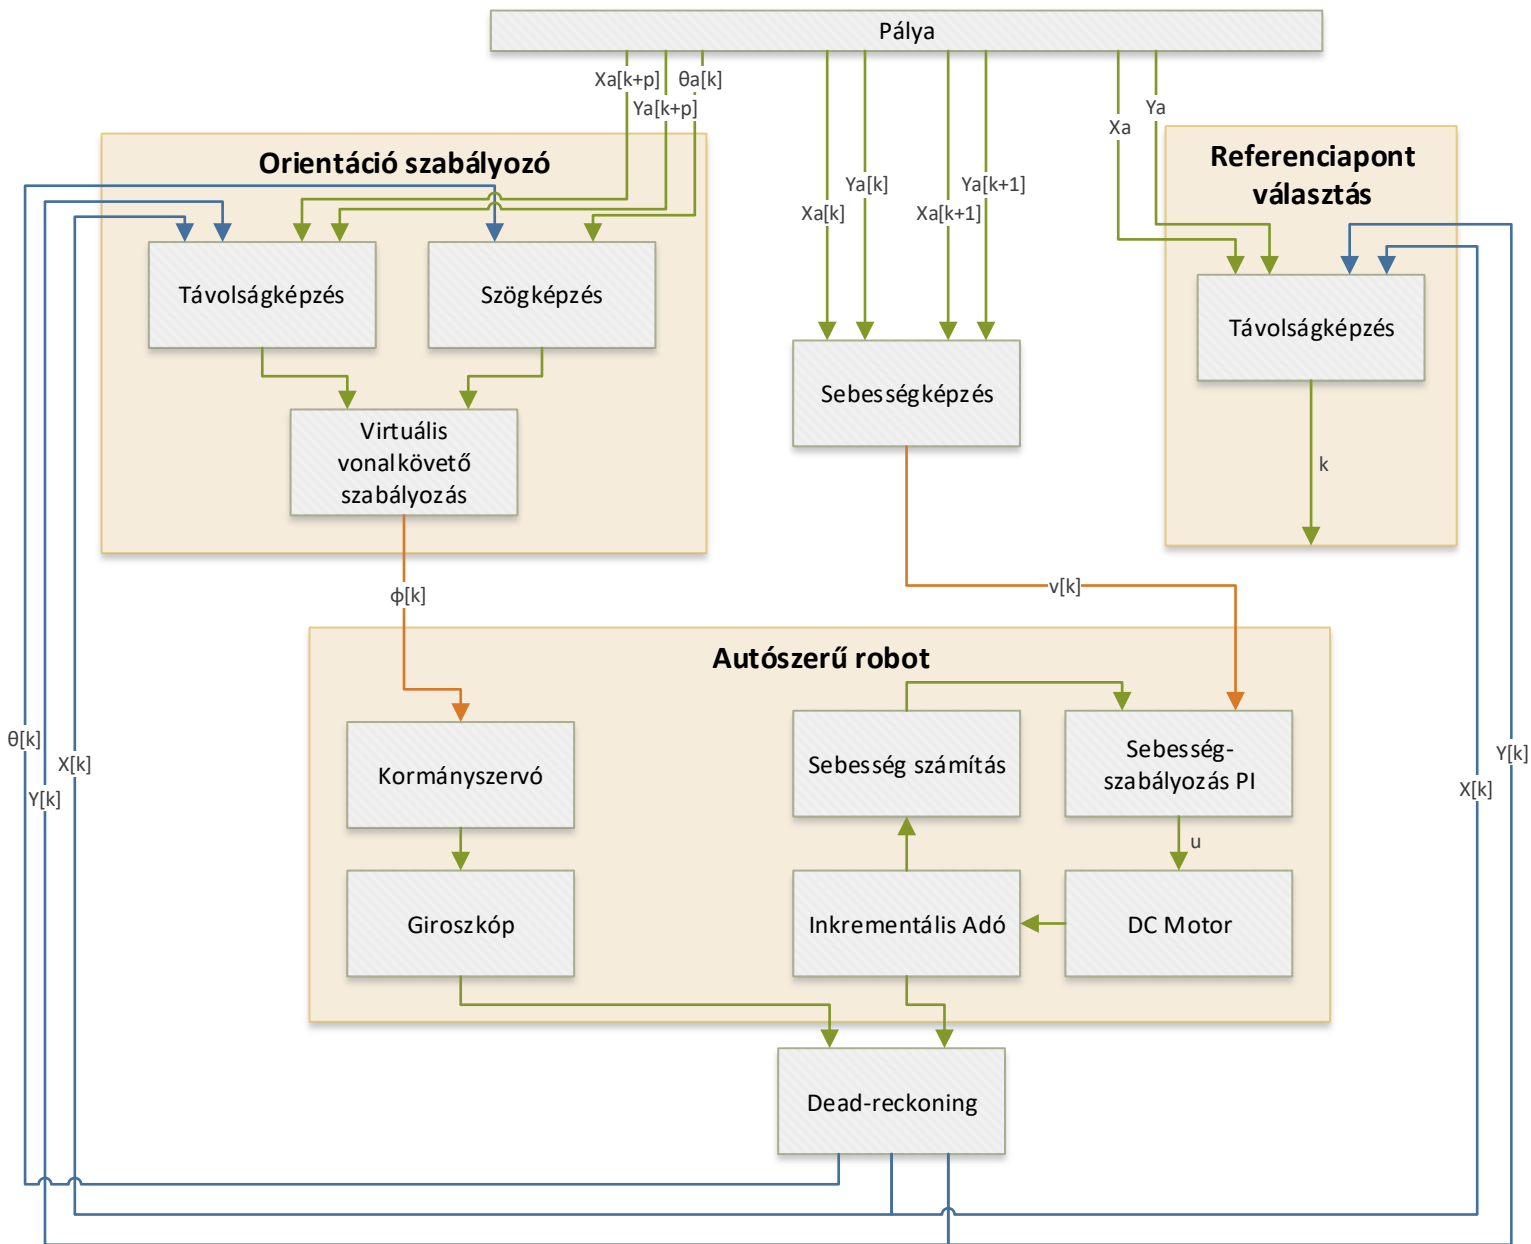 Pálya
Xa[k+p]
θa[k]
Ya[k+p]
Xa
Ya
Orientáció szabályozó
Referenciapont
választás
Xa[k]
Ya[k]
Xa[k+1]
Ya[k+1]
Távolságképzés
Szögképzés
Távolságképzés
Sebességképzés
Virtuális
vonalkövető
szabályozás
k
ϕ[k]
v[k]
Autószerű robot
θ[k]
X[k]
Y[k]
Kormányszervó
Sebesség számítás
Sebesség-
szabályozás PI
Y[k]
X[k]
u
Giroszkóp
Inkrementális Adó
DC Motor
Dead-reckoning